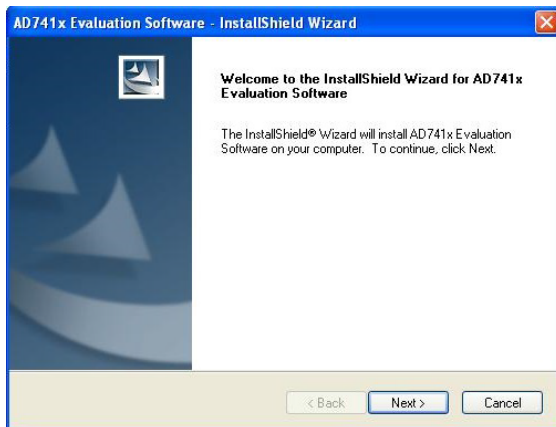 AD741x Evaluation Software - InstallShield Wizard
Welcome to the InstallShield Wizard for AD741x
Evaluation Software
The InstallShield® Wizard will install AD741x Evaluation
Software on your computer. To continue, click Next.
< Back
Next >
Cancel